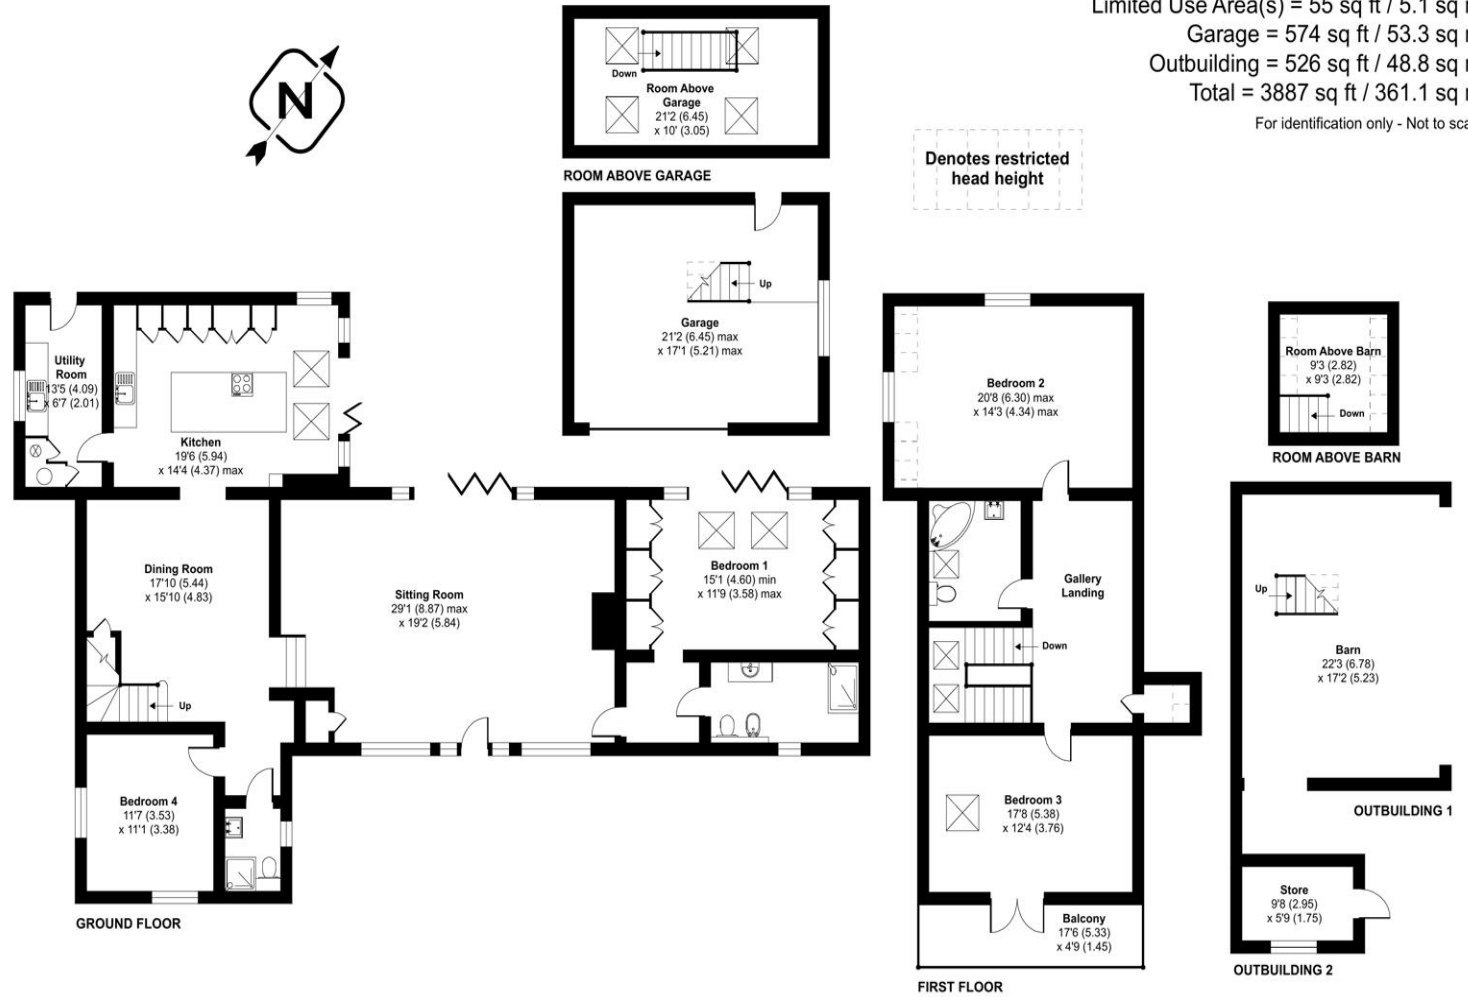 Limited Use Area(s) = 55 sq ft / 5.1 sq
Garage = 574 sq ft / 53.3 sq
Outbuilding = 526 sq ft / 48.8 sq
Total = 3887 sq ft / 361.1 sq
For identification only - Not to
N
Down
Room Above
Garage
21'2 (6.45)
x 10' (3.05)
ROOM ABOVE GARAGE
Denotes restricted
head height
Up
Garage
21'2 (6.45) max
x 17'1 (5.21) max
Utility
Room
13'5 (4.09)
x 6'7 (2.01)
Kitchen
19'6 (5.94)
x 14'4 (4.37) max
Dining Room
17'10 (5.44)
x 15'10 (4.83)
Up
Sitting Room
29'1 (8.87) max
x 19'2 (5.84)
Bedroom 1
15'1 (4.60) min
x 11'9 (3.58) max
Bedroom 4
11'7 (3.53)
x 11'1 (3.38)
GROUND FLOOR
Bedroom 2
20'8 (6.30) max
x 14'3 (4.34) max
Gallery
Landing
Down
Bedroom 3
17'8 (5.38)
x 12'4 (3.76)
Balcony
17'6 (5.33)
x 4'9 (1.45)
FIRST FLOOR
Room Above Barn
9'3 (2.82)
x 9'3 (2.82)
Down
ROOM ABOVE BARN
Up
Barn
22'3 (6.78)
x 17'2 (5.23)
OUTBUILDING 1
Store
9'8 (2.95)
x 5'9 (1.75)
OUTBUILDING 2